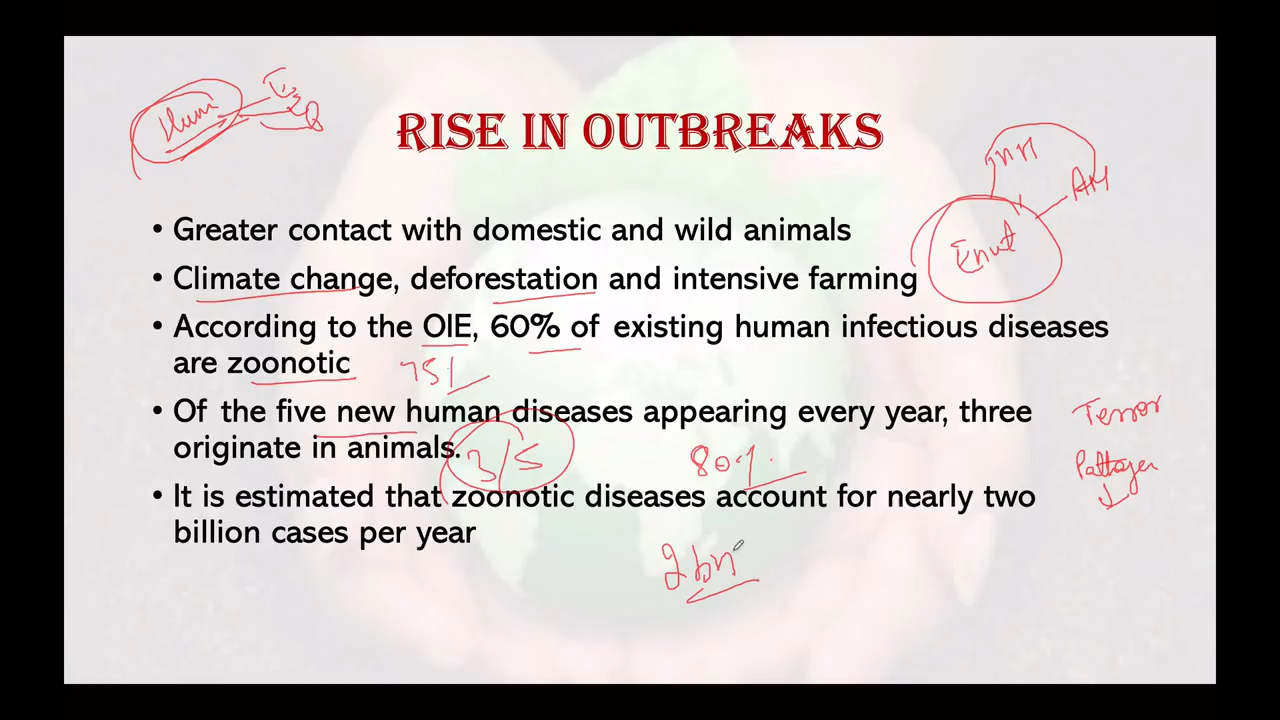 Hum
RISE IN OUTBREAKS
AH
• Greater contact with domestic and wild animals
• Climate change, deforestation and intensive farming
• According to the OIE, 60% of existing human infectious diseases
are zoonotic
75%
• Of the five new human diseases appearing every year, three
originate in animals.
3/5
80%.
Terror
Pathogen
• It is estimated that zoonotic diseases account for nearly two
billion cases per year
2bn